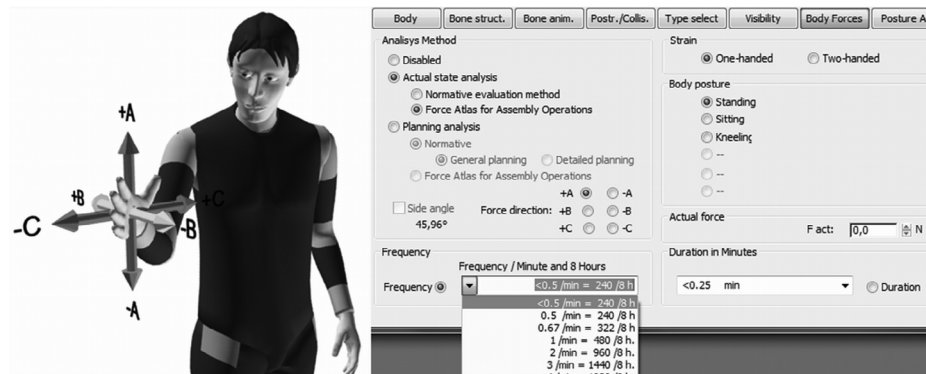 +A
+B
+C
-C
-B
-A
Body Bone struct. Bone anim. Postr./Collis. Type select Visibility Body Forces Posture A
Analisys Method
Disabled
Actual state analysis
Normative evaluation method
Force Atlas for Assembly Operations
Planning analysis
Normative
General planning Detailed planning
Force Atlas for Assembly Operations
+A -A
Side angle Force direction: +B -B
45,96° +C -C
Strain
One-handed Two-handed
Body posture
Standing
Sitting
Kneeling
--
--
--
Actual force
F act: 0,0 N
Frequency
Frequency / Minute and 8 Hours
Frequency <0.5 /min = 240 /8 h
<0.5 /min = 240 /8 h
0.5 /min = 240 /8 h
0.67 /min = 322 /8 h
1 /min = 480 /8 h.
2 /min = 960 /8 h.
3 /min = 1440 /8 h.
Duration in Minutes
<0.25 min Duration